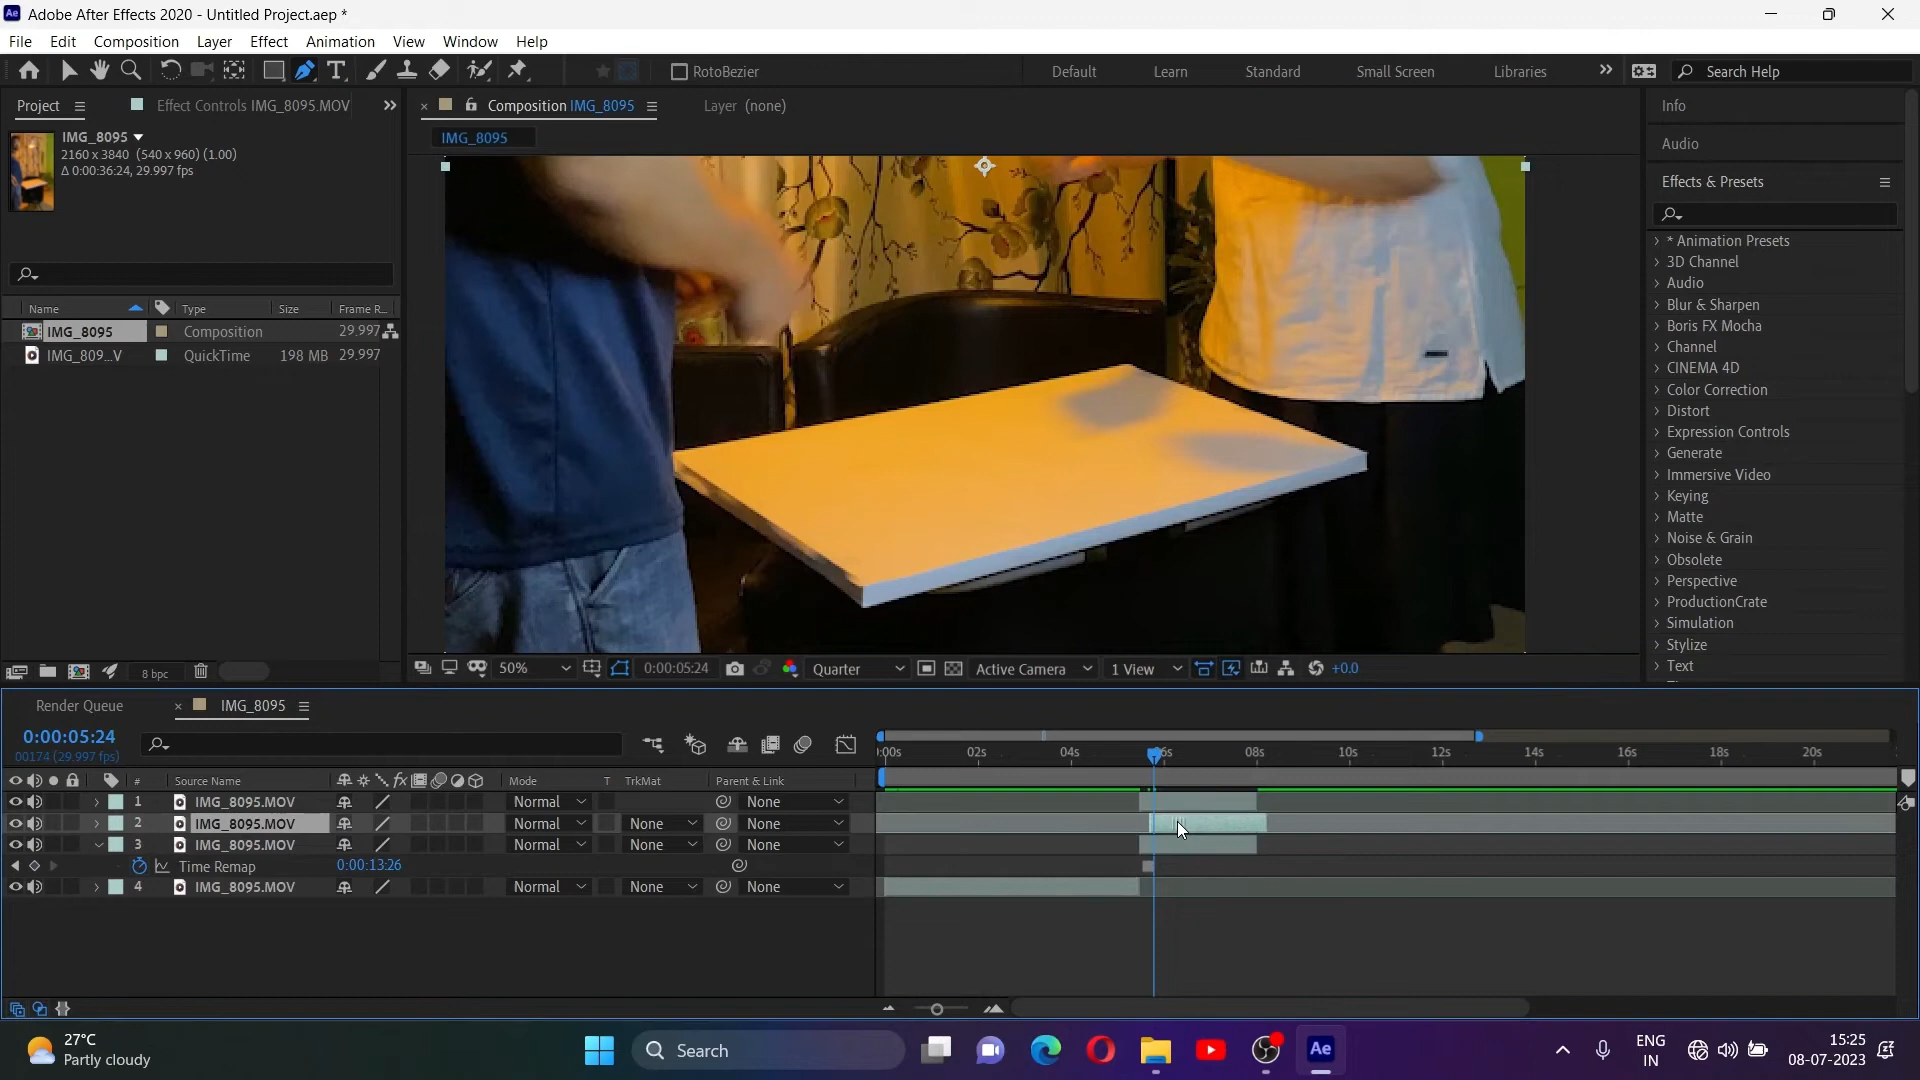 Ae Adobe After Effects 2020 - Untitled Project.aep *
File Edit Composition Layer Effect Animation View Window Help
RotoBezier Default Learn Standard Small Screen Libraries Search Help
Project Effect Controls IMG_8095.MOV
Composition IMG_8095 Layer (none)
IMG_8095
IMG_8095
2160 x 3840 (540 x 960) (1.00)
Δ 0:00:36:24, 29.997 fps
Name Type Size Frame R...
IMG_8095 Composition 29.997
IMG_809...V QuickTime 198 MB 29.997
8 bpc
50% 0:00:05:24 Quarter Active Camera 1 View +0.0
Info
Audio
Effects & Presets
* Animation Presets
3D Channel
Audio
Blur & Sharpen
Boris FX Mocha
Channel
CINEMA 4D
Color Correction
Distort
Expression Controls
Generate
Immersive Video
Keying
Matte
Noise & Grain
Obsolete
Perspective
ProductionCrate
Simulation
Stylize
Text
Render Queue IMG_8095
0:00:05:24
00174 (29.997 fps)
:00s 02s 04s 06s 08s 10s 12s 14s 16s 18s 20s
# Source Name fx Mode T TrkMat Parent & Link
1 IMG_8095.MOV Normal None
2 IMG_8095.MOV Normal None None
3 IMG_8095.MOV Normal None None
Time Remap 0:00:13:26
4 IMG_8095.MOV Normal None None
27°C
Partly cloudy
Search
Ae
ENG
IN
15:25
08-07-2023